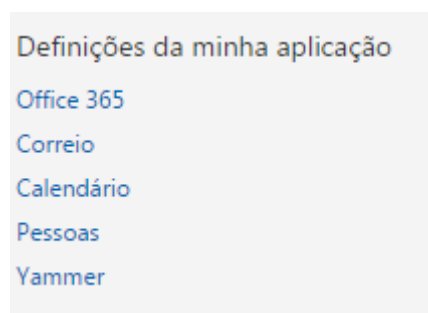 Definições da minha aplicação
Office 365
Correio
Calendário
Pessoas
Yammer